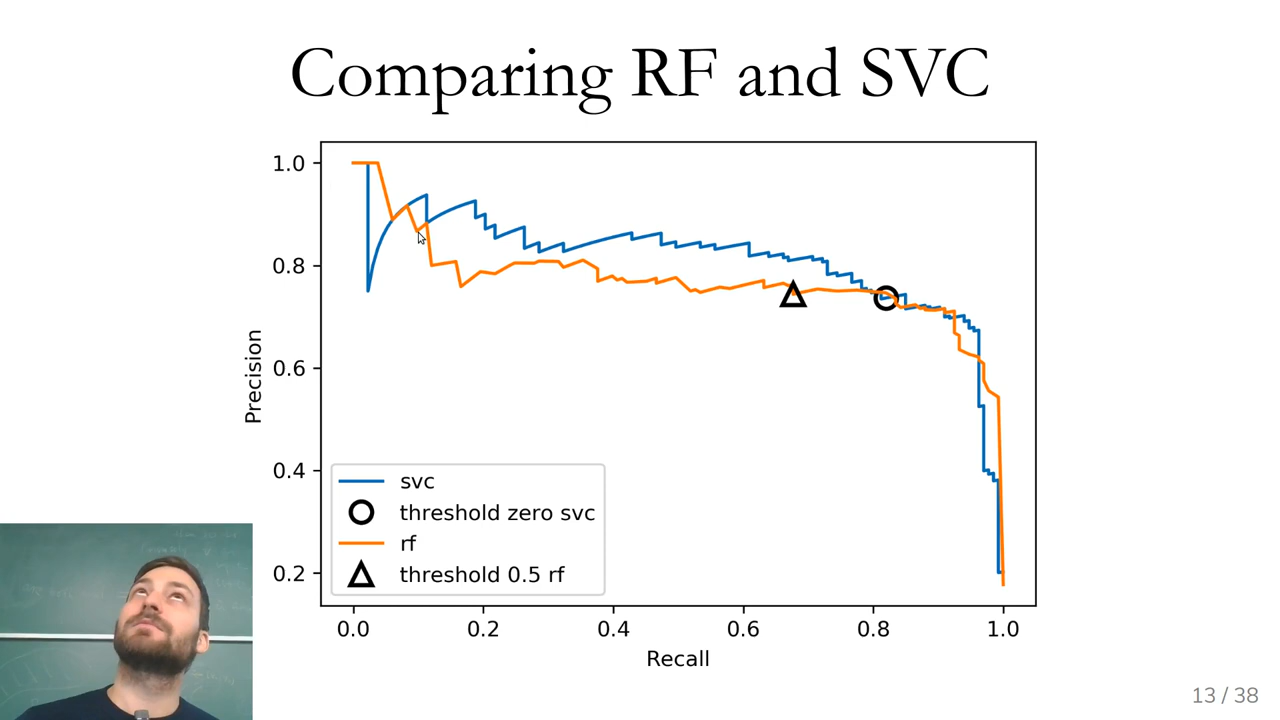 Comparing RF and SVC
1.0
0.8
0.6
0.4
0.2
Precision
svc
threshold zero svc
rf
threshold 0.5 rf
0.0 0.2 0.4 0.6 0.8 1.0
Recall
13 / 38